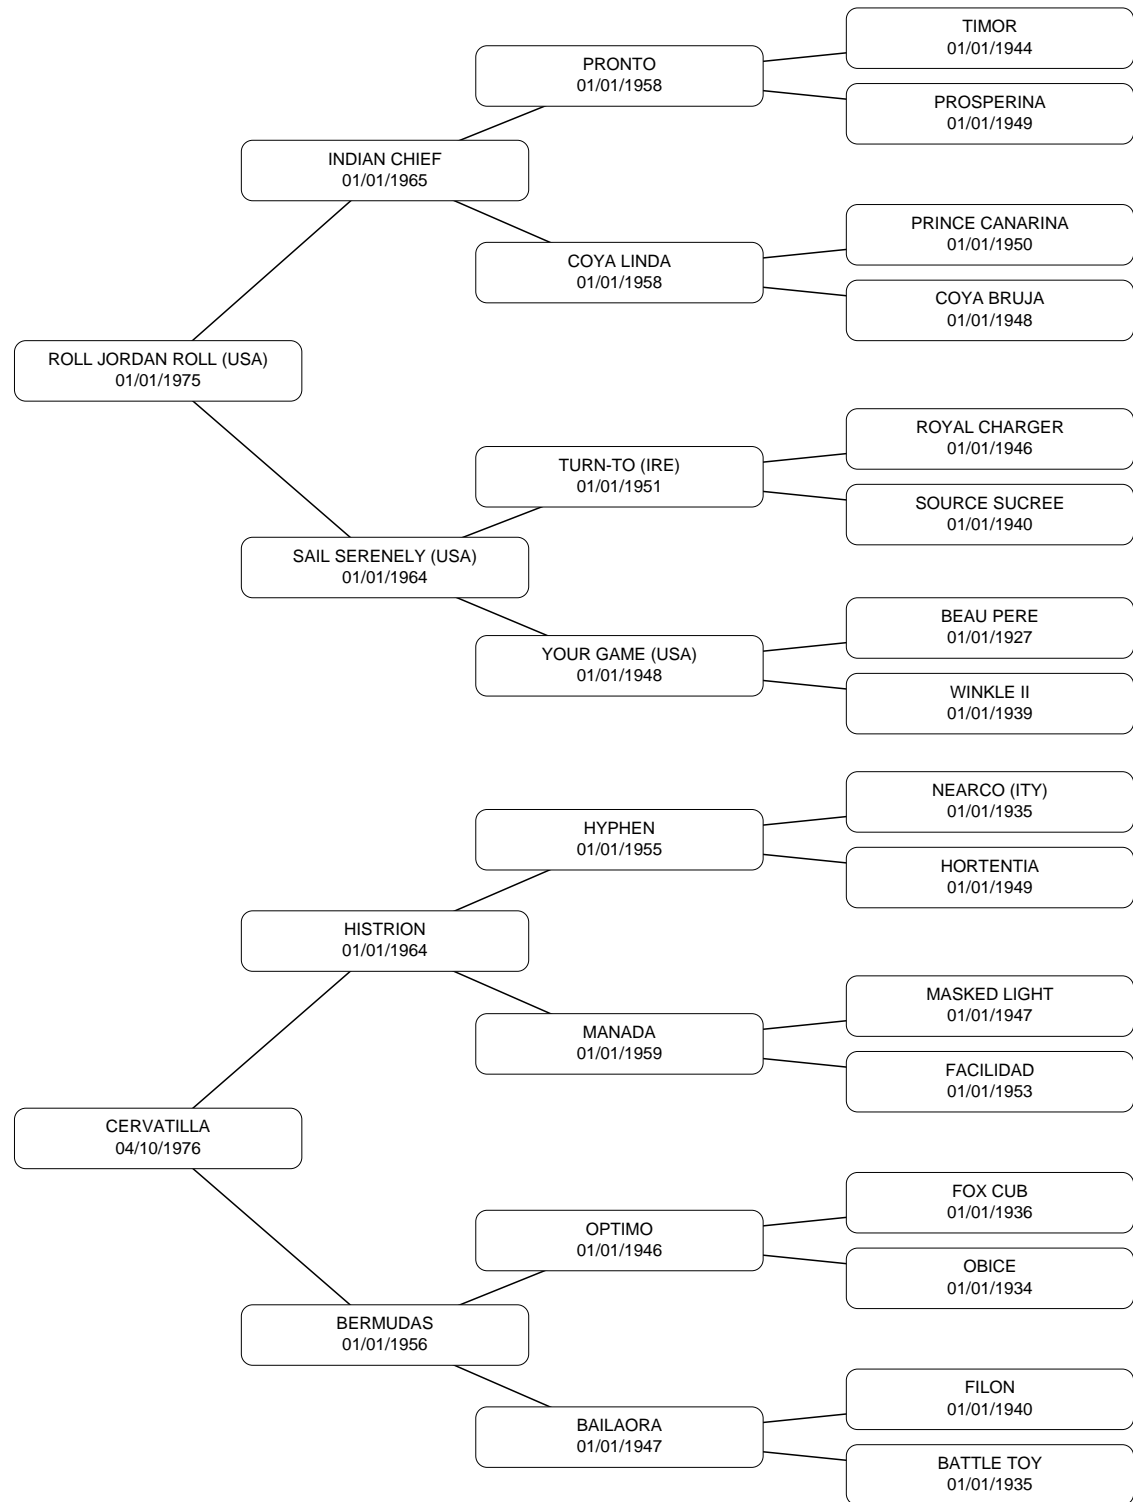 TIMOR
01/01/1944
PRONTO
01/01/1958
PROSPERINA
01/01/1949
INDIAN CHIEF
01/01/1965
PRINCE CANARINA
01/01/1950
COYA LINDA
01/01/1958
COYA BRUJA
01/01/1948
ROLL JORDAN ROLL (USA)
01/01/1975
ROYAL CHARGER
01/01/1946
TURN-TO (IRE)
01/01/1951
SOURCE SUCREE
01/01/1940
SAIL SERENELY (USA)
01/01/1964
BEAU PERE
01/01/1927
YOUR GAME (USA)
01/01/1948
WINKLE II
01/01/1939
NEARCO (ITY)
01/01/1935
HYPHEN
01/01/1955
HORTENTIA
01/01/1949
HISTRION
01/01/1964
MASKED LIGHT
01/01/1947
MANADA
01/01/1959
FACILIDAD
01/01/1953
CERVATILLA
04/10/1976
FOX CUB
01/01/1936
OPTIMO
01/01/1946
OBICE
01/01/1934
BERMUDAS
01/01/1956
FILON
01/01/1940
BAILAORA
01/01/1947
BATTLE TOY
01/01/1935